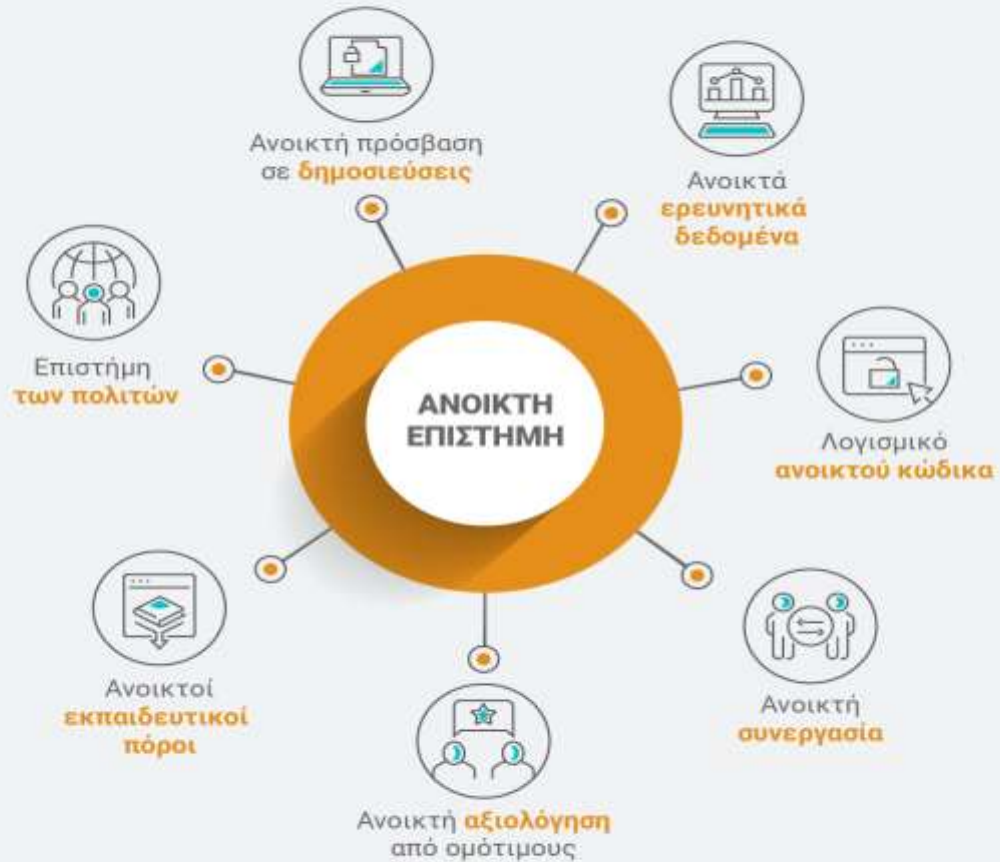 Ανοικτή πρόσβαση
σε δημοσιεύσεις
Ανοικτά
ερευνητικά
δεδομένα
Επιστήμη
των πολιτών
ΑΝΟΙΚΤΗ
ΕΠΙΣΤΗΜΗ
Λογισμικό
ανοικτού κώδικα
Ανοικτοί
εκπαιδευτικοί
πόροι
Ανοικτή
συνεργασία
Ανοικτή αξιολόγηση
από ομότιμους